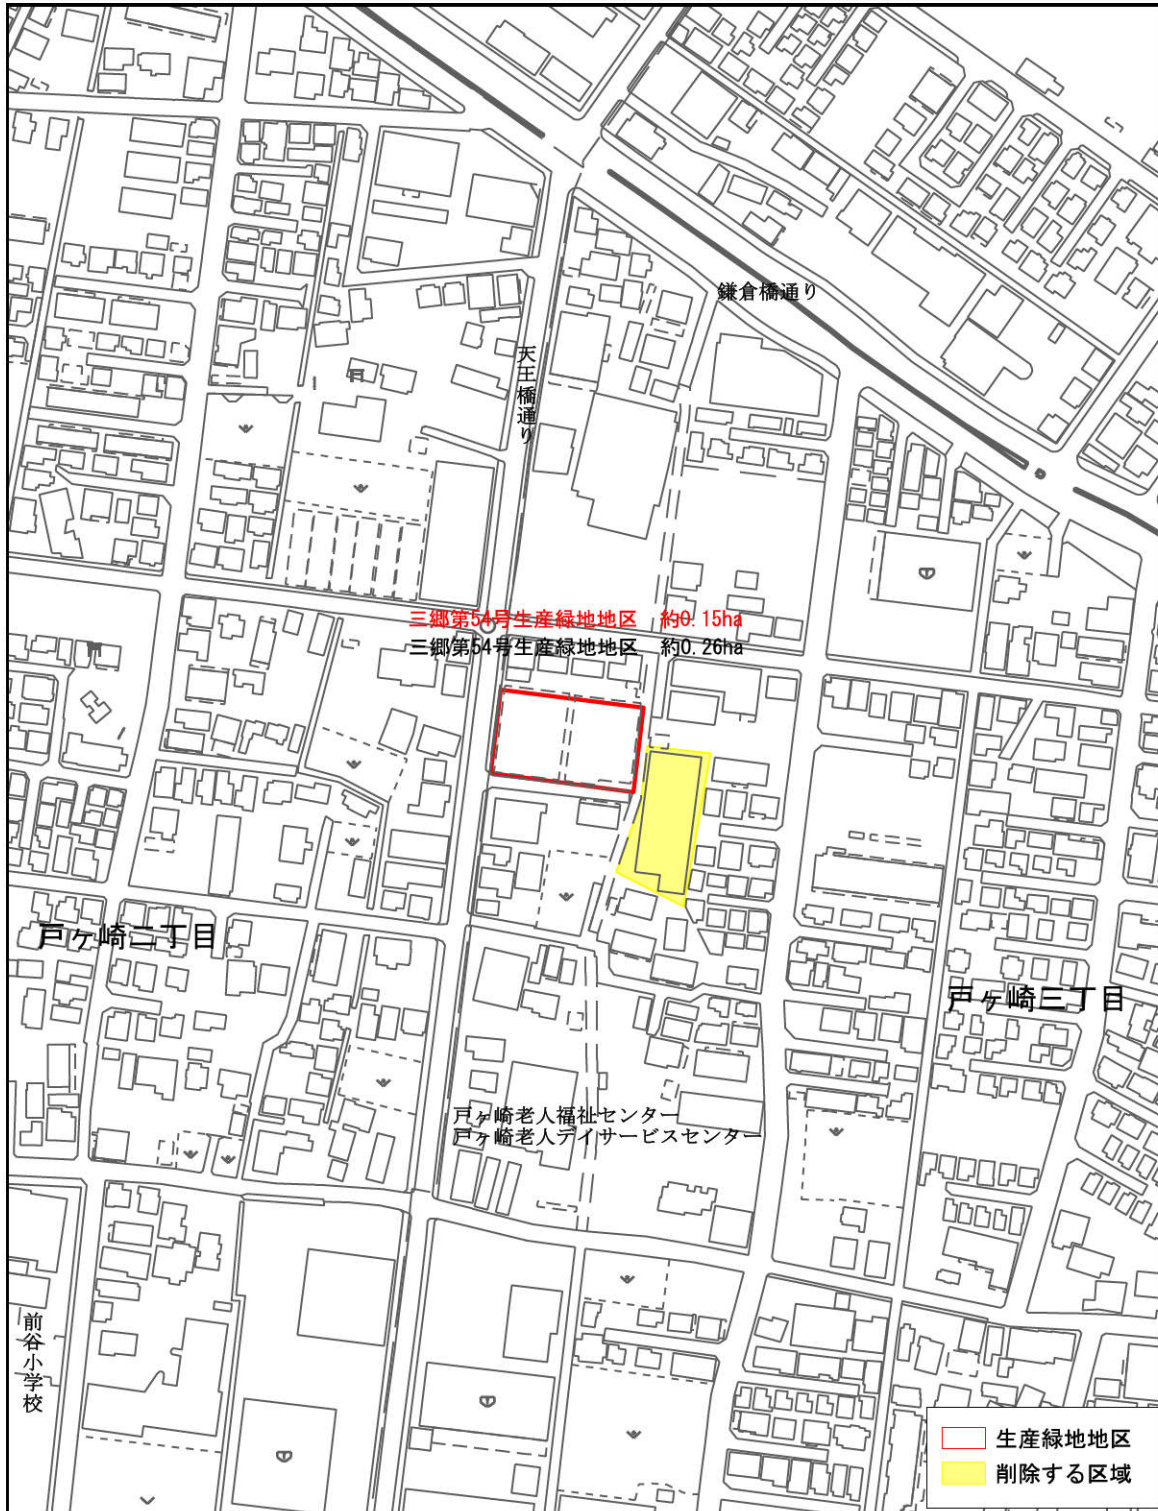 鎌倉橋通り
天王橋通り
三郷第54号生産緑地地区　約0.15ha
三郷第54号生産緑地地区　約0.26ha
戸ヶ崎二丁目
戸ヶ崎三丁目
戸ヶ崎老人福祉センター
戸ヶ崎老人デイサービスセンター
前谷小学校
生産緑地地区
削除する区域